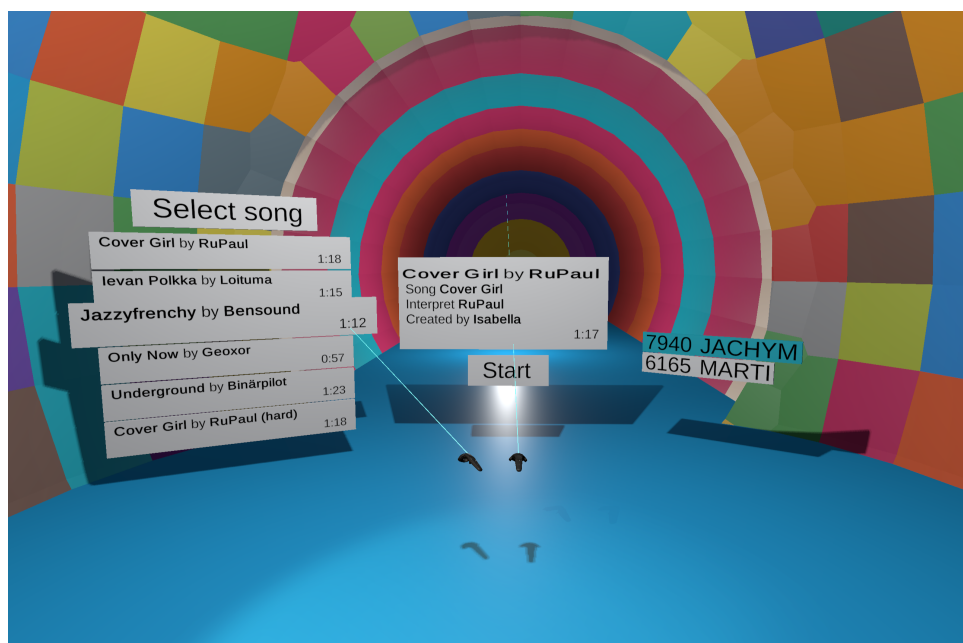 Select song
Cover Girl by RuPaul
1:18
Ievan Polkka by Loituma
1:15
Jazzyfrenchy by Bensound
1:12
Only Now by Geoxor
0:57
Underground by Binärpilot
1:23
Cover Girl by RuPaul (hard)
1:18
Cover Girl by RuPaul
Song Cover Girl
Interpret RuPaul
Created by Isabella
1:17
Start
7940 JACHYM
6165 MARTI